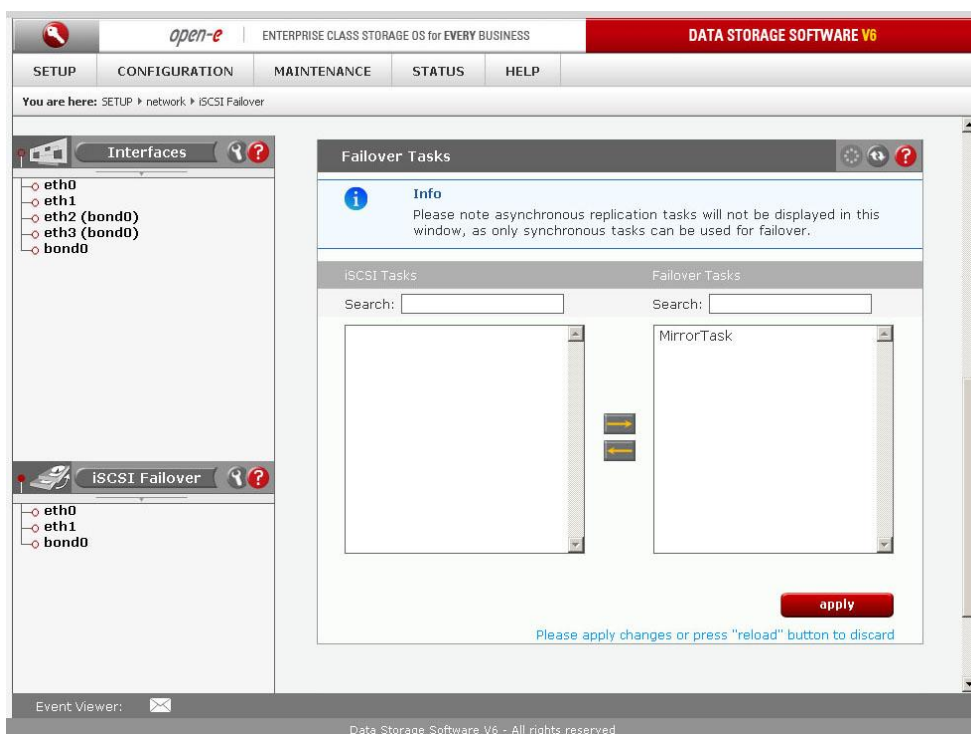 open-e
ENTERPRISE CLASS STORAGE OS for EVERY BUSINESS
DATA STORAGE SOFTWARE V6
SETUP CONFIGURATION MAINTENANCE STATUS HELP
You are here: SETUP network iSCSI Failover
Interfaces
eth0
eth1
eth2 (bond0)
eth3 (bond0)
bond0
iSCSI Failover
eth0
eth1
bond0
Failover Tasks
Info
Please note asynchronous replication tasks will not be displayed in this
window, as only synchronous tasks can be used for failover.
iSCSI Tasks Failover Tasks
Search: Search:
MirrorTask
apply
Please apply changes or press "reload" button to discard
Event Viewer:
Data Storage Software V6 - All rights reserved